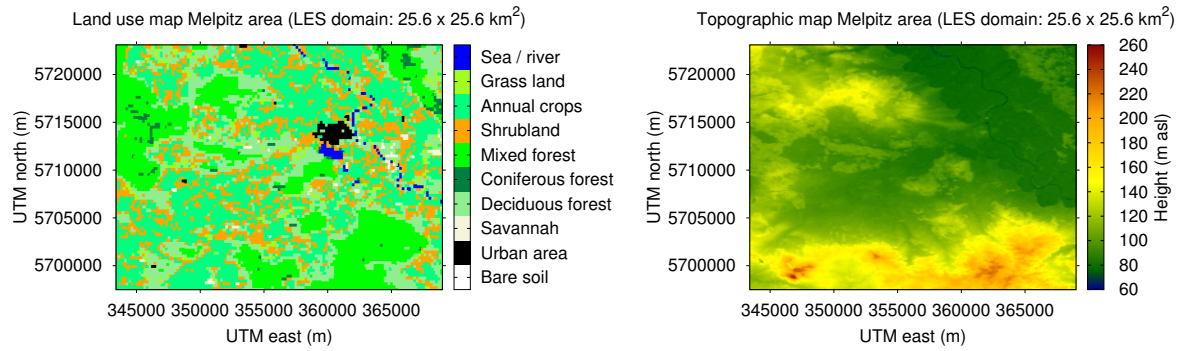 Land use map Melpitz area (LES domain: 25.6 x 25.6 km²)
UTM north (m)
5720000
5715000
5710000
5705000
5700000
345000 350000 355000 360000 365000
UTM east (m)
Sea / river
Grass land
Annual crops
Shrubland
Mixed forest
Coniferous forest
Deciduous forest
Savannah
Urban area
Bare soil
Topographic map Melpitz area (LES domain: 25.6 x 25.6 km²)
UTM north (m)
5720000
5715000
5710000
5705000
5700000
345000 350000 355000 360000 365000
UTM east (m)
260
240
220
200
180
160
140
120
100
80
60
Height (m asl)